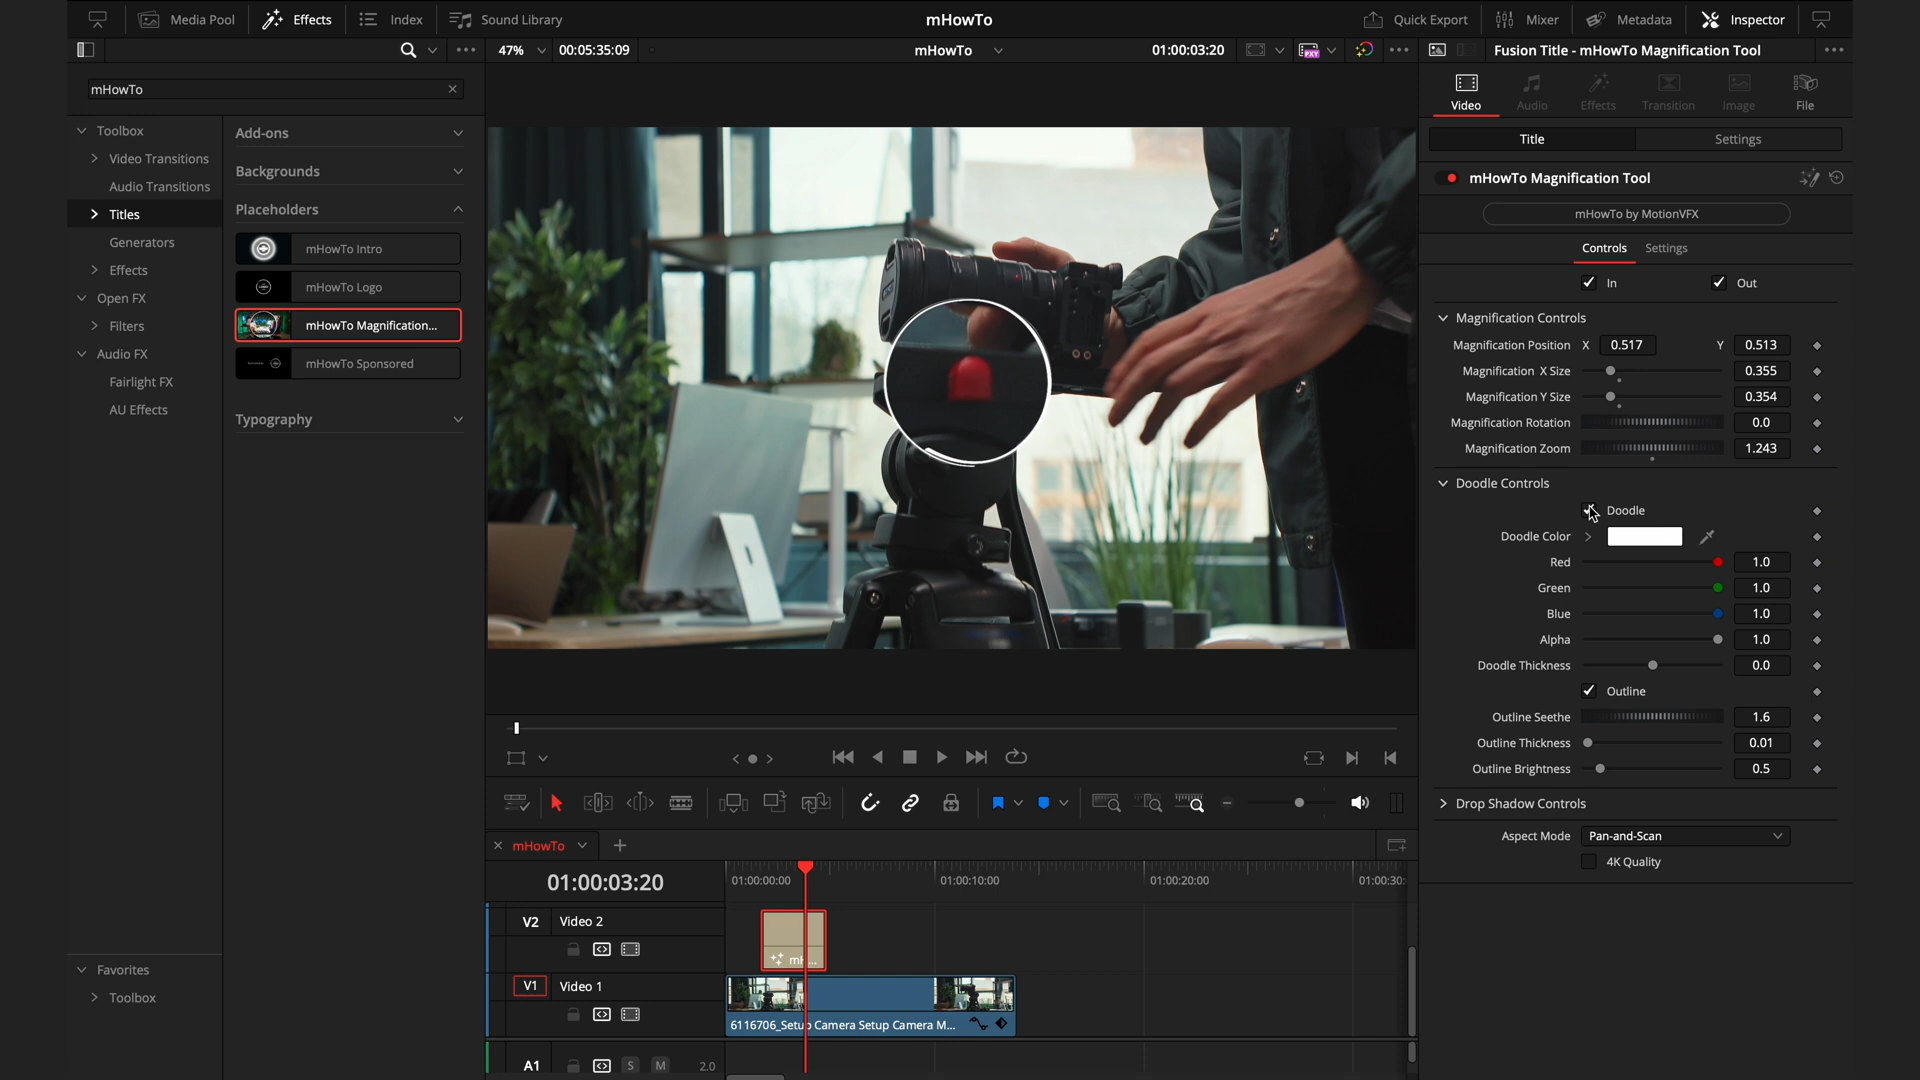 Media Pool
Effects
Index
Sound Library
mHowTo
Quick Export
Mixer
Metadata
Inspector
47%
00:05:35:09
mHowTo
01:00:03:20
PXY
Fusion Title - mHowTo Magnification Tool
mHowTo
Toolbox
Video Transitions
Audio Transitions
Titles
Generators
Effects
Open FX
Filters
Audio FX
Fairlight FX
AU Effects
Favorites
Toolbox
Add-ons
Backgrounds
Placeholders
mHowTo Intro
mHowTo Logo
mHowTo Magnification...
mHowTo Sponsored
Typography
Video
Audio
Effects
Transition
Image
File
Title
Settings
mHowTo Magnification Tool
mHowTo by MotionVFX
Controls
Settings
In
Out
Magnification Controls
Magnification Position X 0.517 Y 0.513
Magnification X Size 0.355
Magnification Y Size 0.354
Magnification Rotation 0.0
Magnification Zoom 1.243
Doodle Controls
Doodle
Doodle Color
Red 1.0
Green 1.0
Blue 1.0
Alpha 1.0
Doodle Thickness 0.0
Outline
Outline Seethe 1.6
Outline Thickness 0.01
Outline Brightness 0.5
Drop Shadow Controls
Aspect Mode Pan-and-Scan
4K Quality
mHowTo
01:00:03:20
01:00:00:00
01:00:10:00
01:00:20:00
01:00:30:
V2 Video 2
mH...
V1 Video 1
6116706_Setup Camera Setup Camera M...
A1 S M 2.0